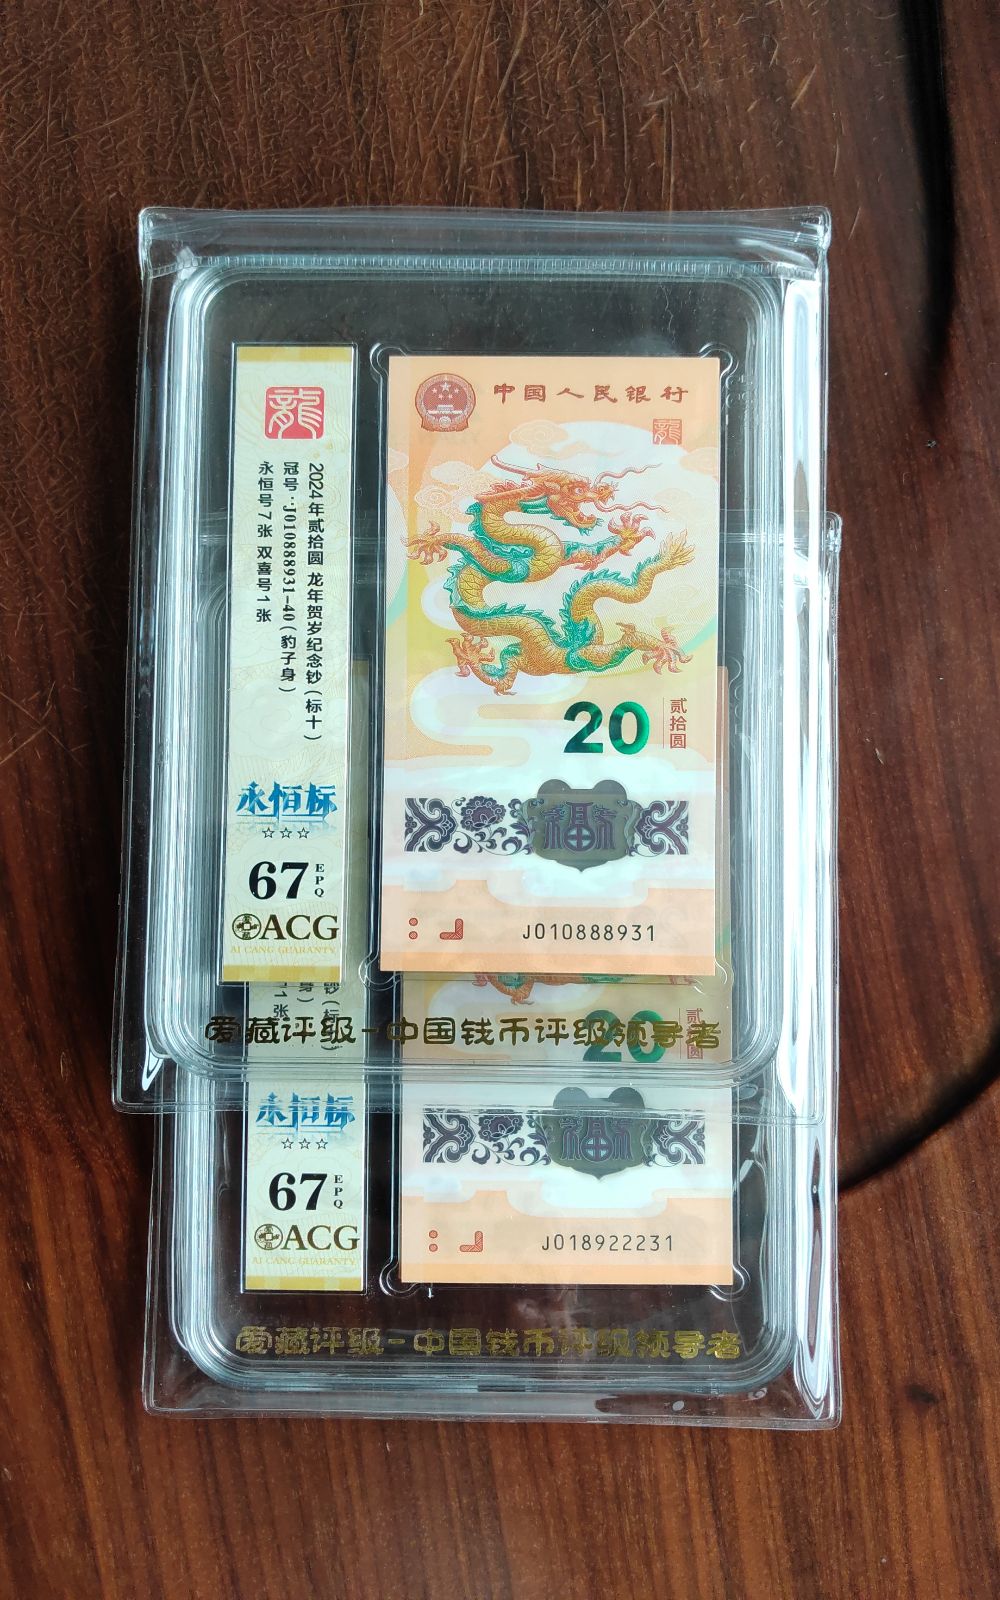 龍
2024年贰拾圆 龙年贺岁纪念钞(标十)
冠号:J010888931-40(豹子身)
永恒号7张 双喜号1张
永恒标
☆☆☆
67 EPQ
ACG
AI CANG GUARANTY
中国人民银行
龍
20 贰拾圆
福
J010888931
爱藏评级-中国钱币评级领导者
钞(标
身)
1张
20 贰拾圆
永恒标
☆☆☆
67 EPQ
ACG
AI CANG GUARANTY
福
J018922231
爱藏评级-中国钱币评级领导者